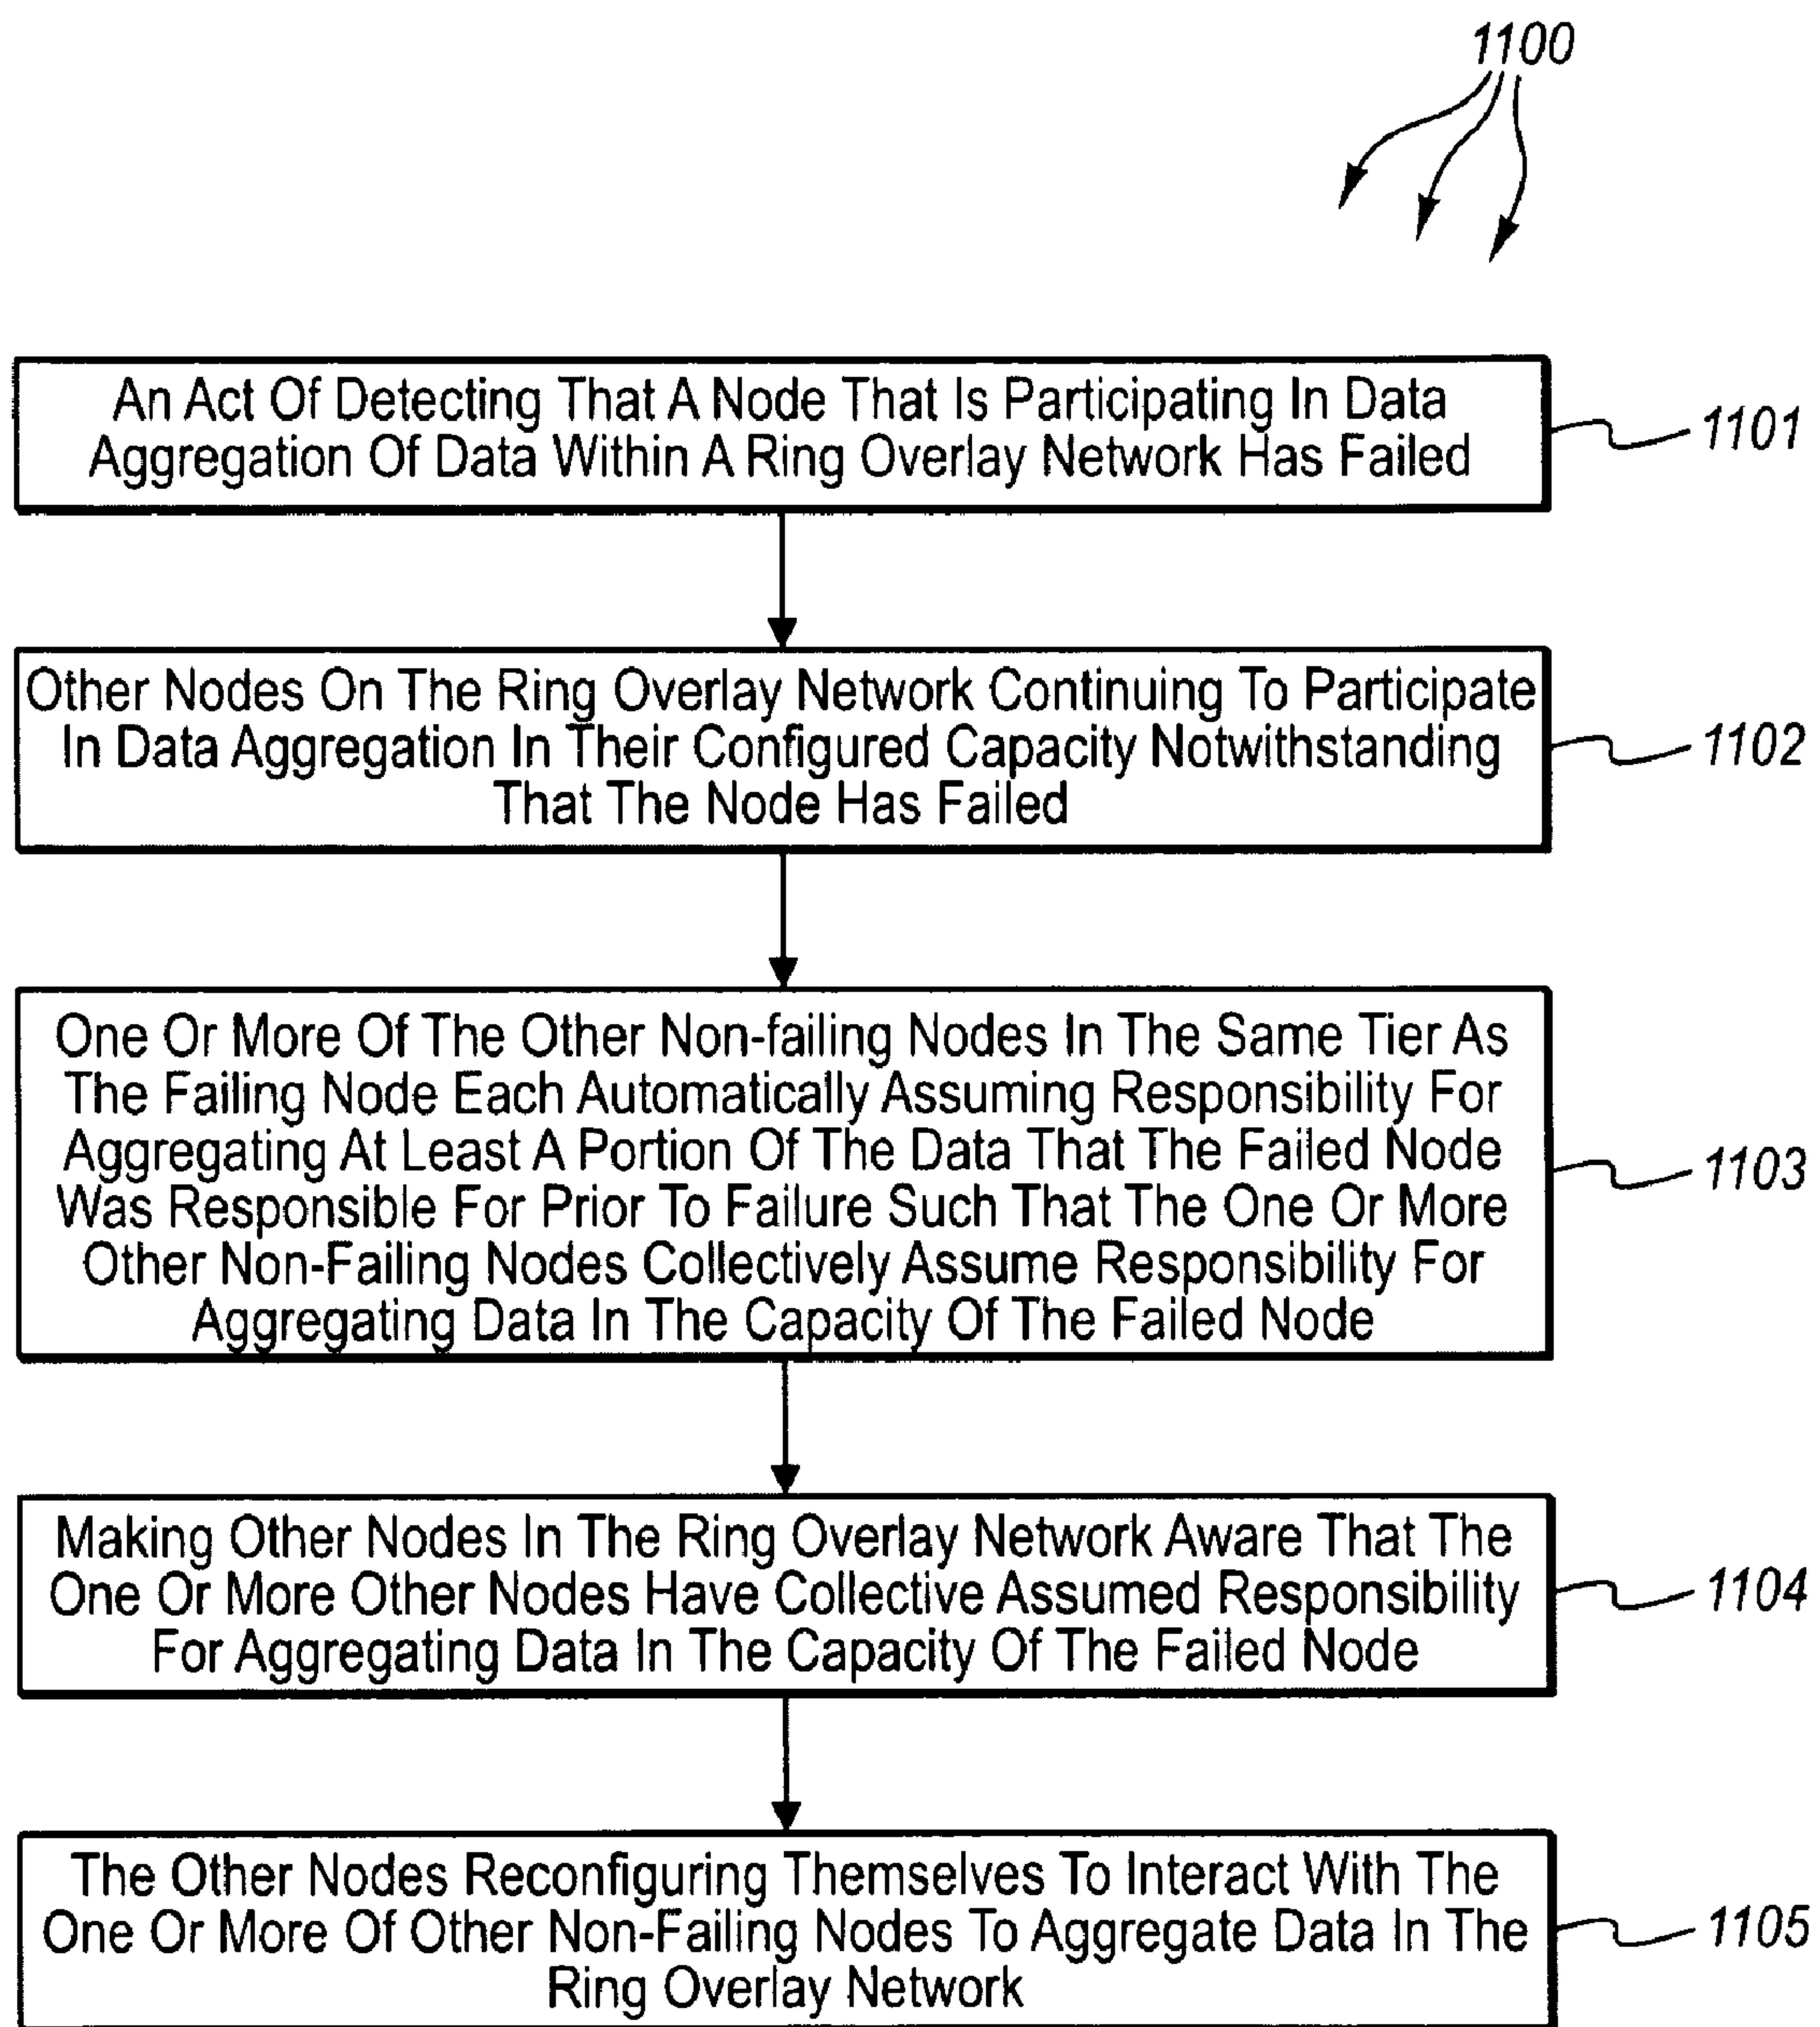 1100
An Act Of Detecting That A Node That Is Participating In Data
Aggregation Of Data Within A Ring Overlay Network Has Failed
1101
Other Nodes On The Ring Overlay Network Continuing To Participate
In Data Aggregation In Their Configured Capacity Notwithstanding
That The Node Has Failed
1102
One Or More Of The Other Non-failing Nodes In The Same Tier As
The Failing Node Each Automatically Assuming Responsibility For
Aggregating At Least A Portion Of The Data That The Failed Node
Was Responsible For Prior To Failure Such That The One Or More
Other Non-Failing Nodes Collectively Assume Responsibility For
Aggregating Data In The Capacity Of The Failed Node
1103
Making Other Nodes In The Ring Overlay Network Aware That The
One Or More Other Nodes Have Collective Assumed Responsibility
For Aggregating Data In The Capacity Of The Failed Node
1104
The Other Nodes Reconfiguring Themselves To Interact With The
One Or More Of Other Non-Failing Nodes To Aggregate Data In The
Ring Overlay Network
1105